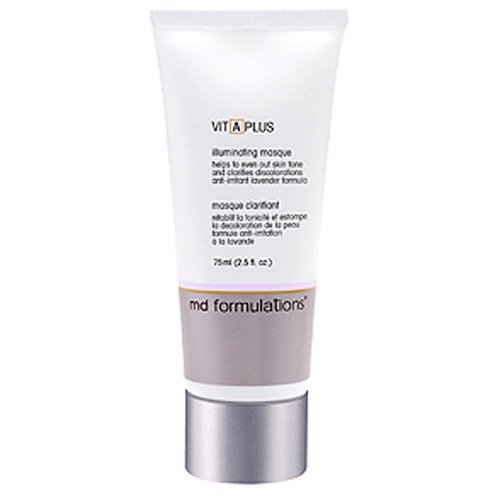 VIT A PLUS
illuminating masque
helps to even out skin tone
and clarifies discolorations
anti-irritant lavender formula
masque clarifiant
rétablit la tonicité et estompe
la decoloration de la peau
formule anti-irritation
à la lavande
75ml (2.5 fl. oz.)
md formulations®